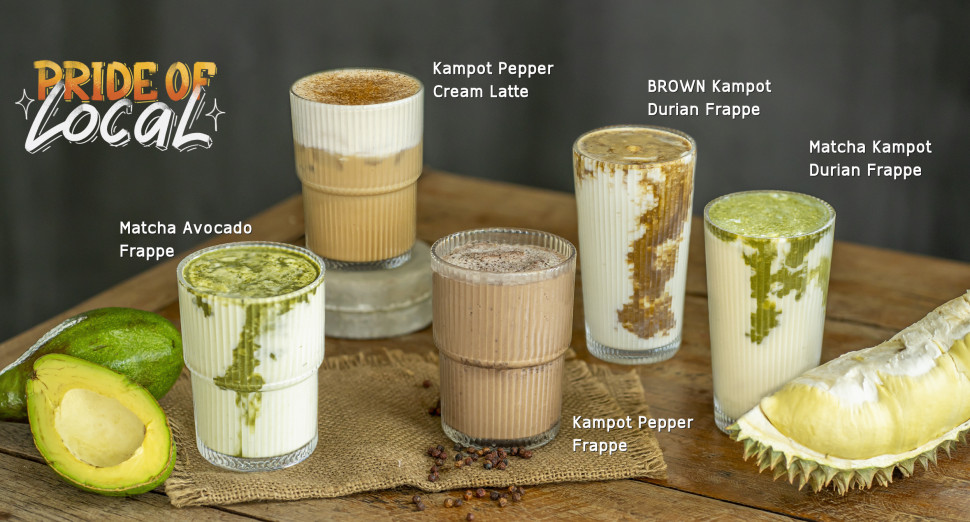 PRIDE OF
LOCAL
Kampot Pepper
Cream Latte
BROWN Kampot
Durian Frappe
Matcha Kampot
Durian Frappe
Matcha Avocado
Frappe
Kampot Pepper
Frappe